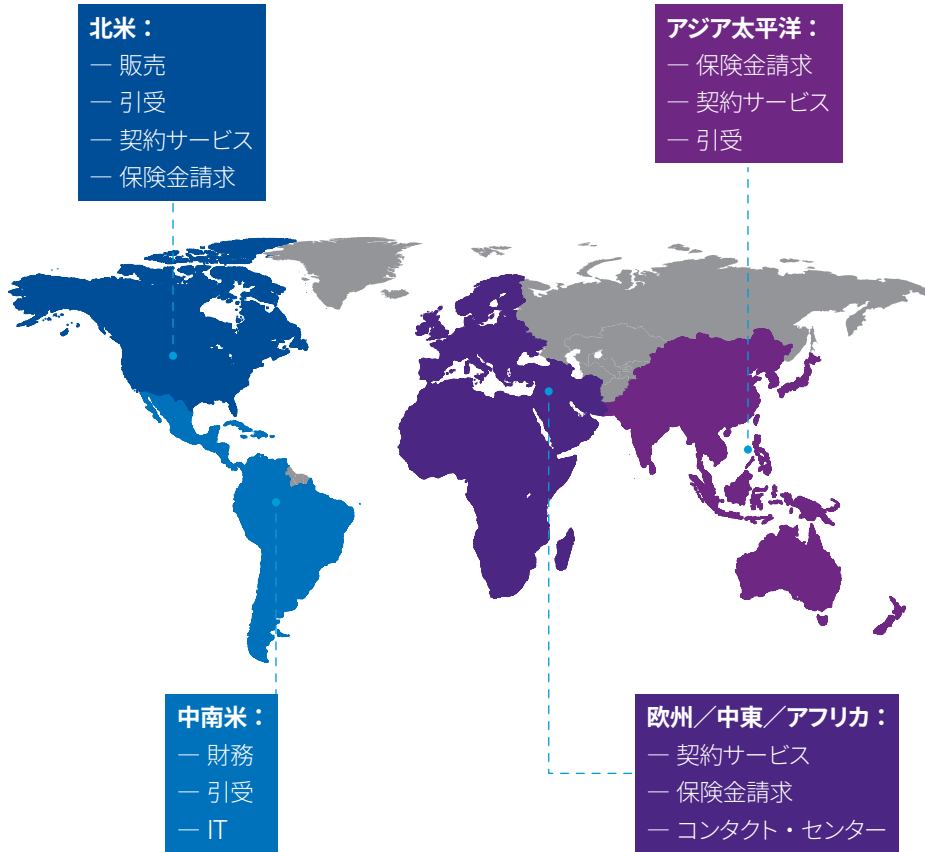 北米：
― 販売
― 引受
― 契約サービス
― 保険金請求
アジア太平洋：
― 保険金請求
― 契約サービス
― 引受
中南米：
― 財務
― 引受
― IT
欧州／中東／アフリカ：
― 契約サービス
― 保険金請求
― コンタクト・センター